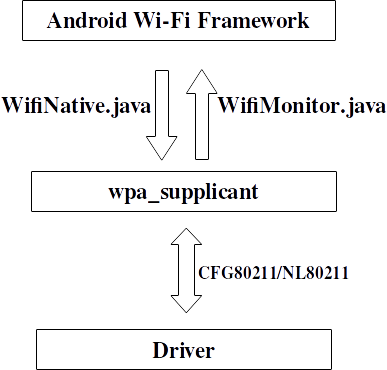 Android Wi-Fi Framework
WifiNative.java
WifiMonitor.java
wpa_supplicant
CFG80211/NL80211
Driver